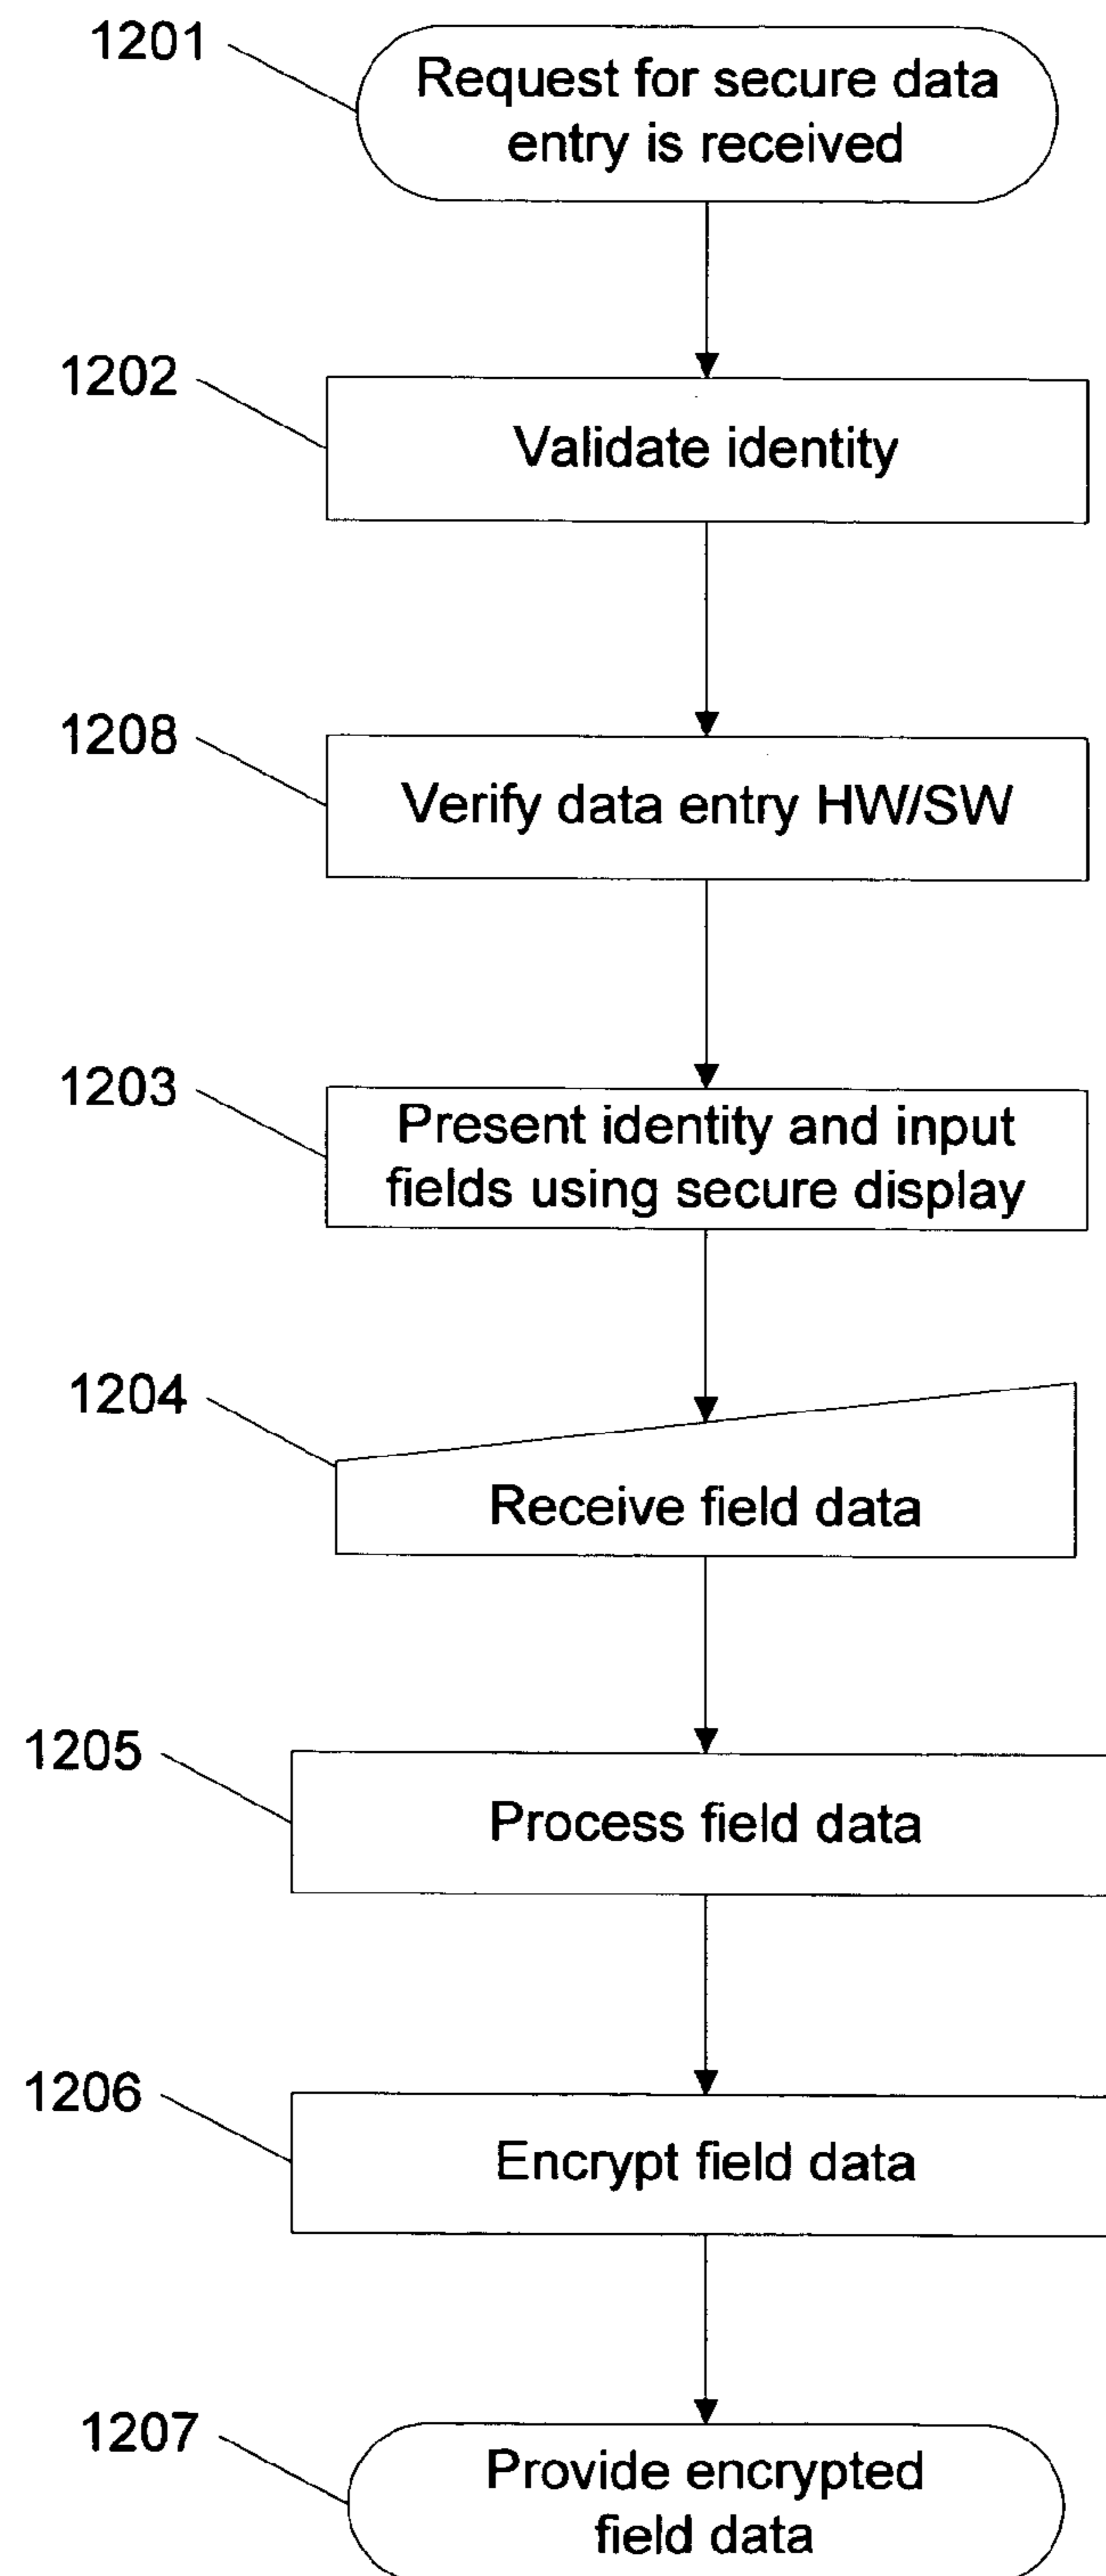 1201
Request for secure data
entry is received
1202
Validate identity
1208
Verify data entry HW/SW
1203
Present identity and input
fields using secure display
1204
Receive field data
1205
Process field data
1206
Encrypt field data
1207
Provide encrypted
field data